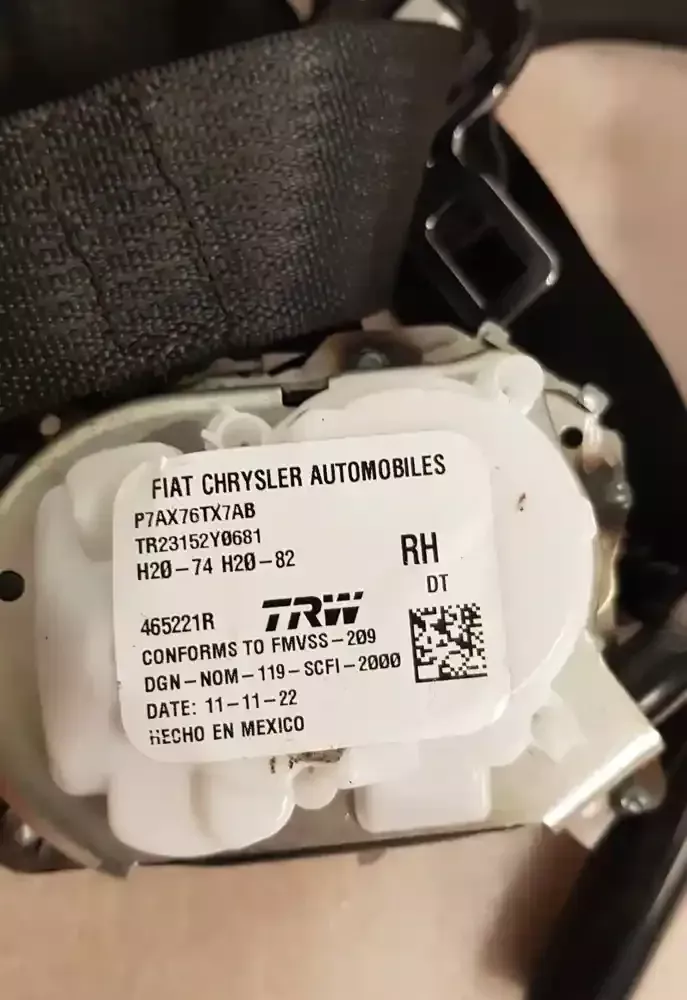 FIAT CHRYSLER AUTOMOBILES
P7AX76TX7AB
TR23152Y0681
H20-74 H20-82
RH
DT
465221R TRW
CONFORMS TO FMVSS-209
DGN-NOM-119-SCFI-2000
DATE: 11-11-22
HECHO EN MEXICO